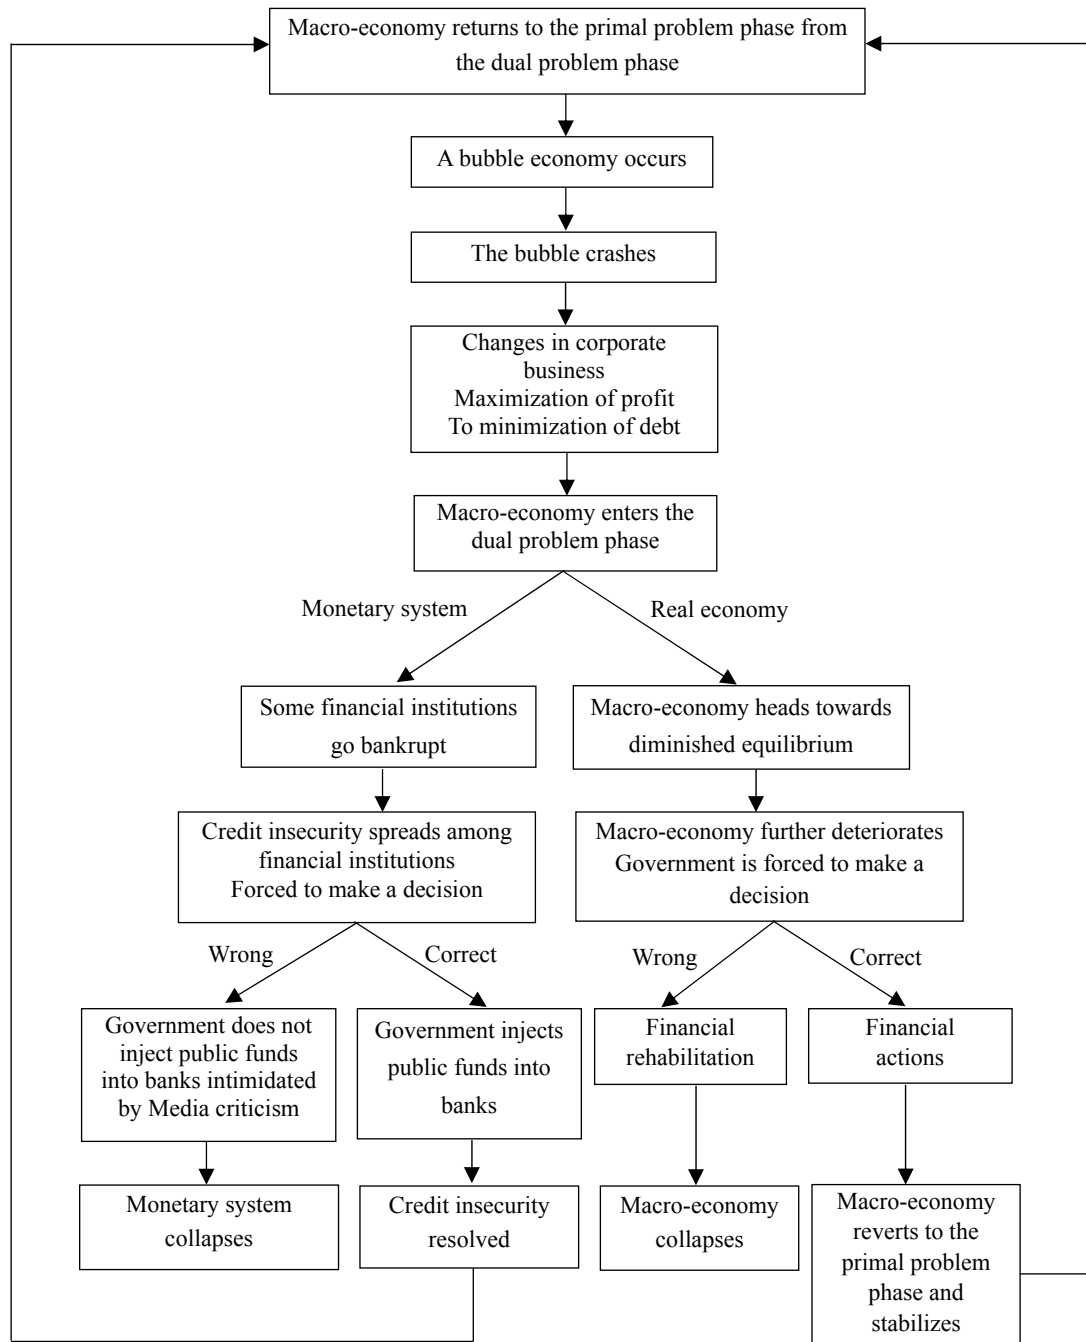 Macro-economy returns to the primal problem phase from
the dual problem phase
A bubble economy occurs
The bubble crashes
Changes in corporate
business
Maximization of profit
To minimization of debt
Macro-economy enters the
dual problem phase
Monetary system
Real economy
Some financial institutions
go bankrupt
Macro-economy heads towards
diminished equilibrium
Credit insecurity spreads among
financial institutions
Forced to make a decision
Macro-economy further deteriorates
Government is forced to make a
decision
Wrong
Correct
Wrong
Correct
Government does not
inject public funds
into banks intimidated
by Media criticism
Government injects
public funds into
banks
Financial
rehabilitation
Financial
actions
Monetary system
collapses
Credit insecurity
resolved
Macro-economy
collapses
Macro-economy
reverts to the
primal problem
phase and
stabilizes